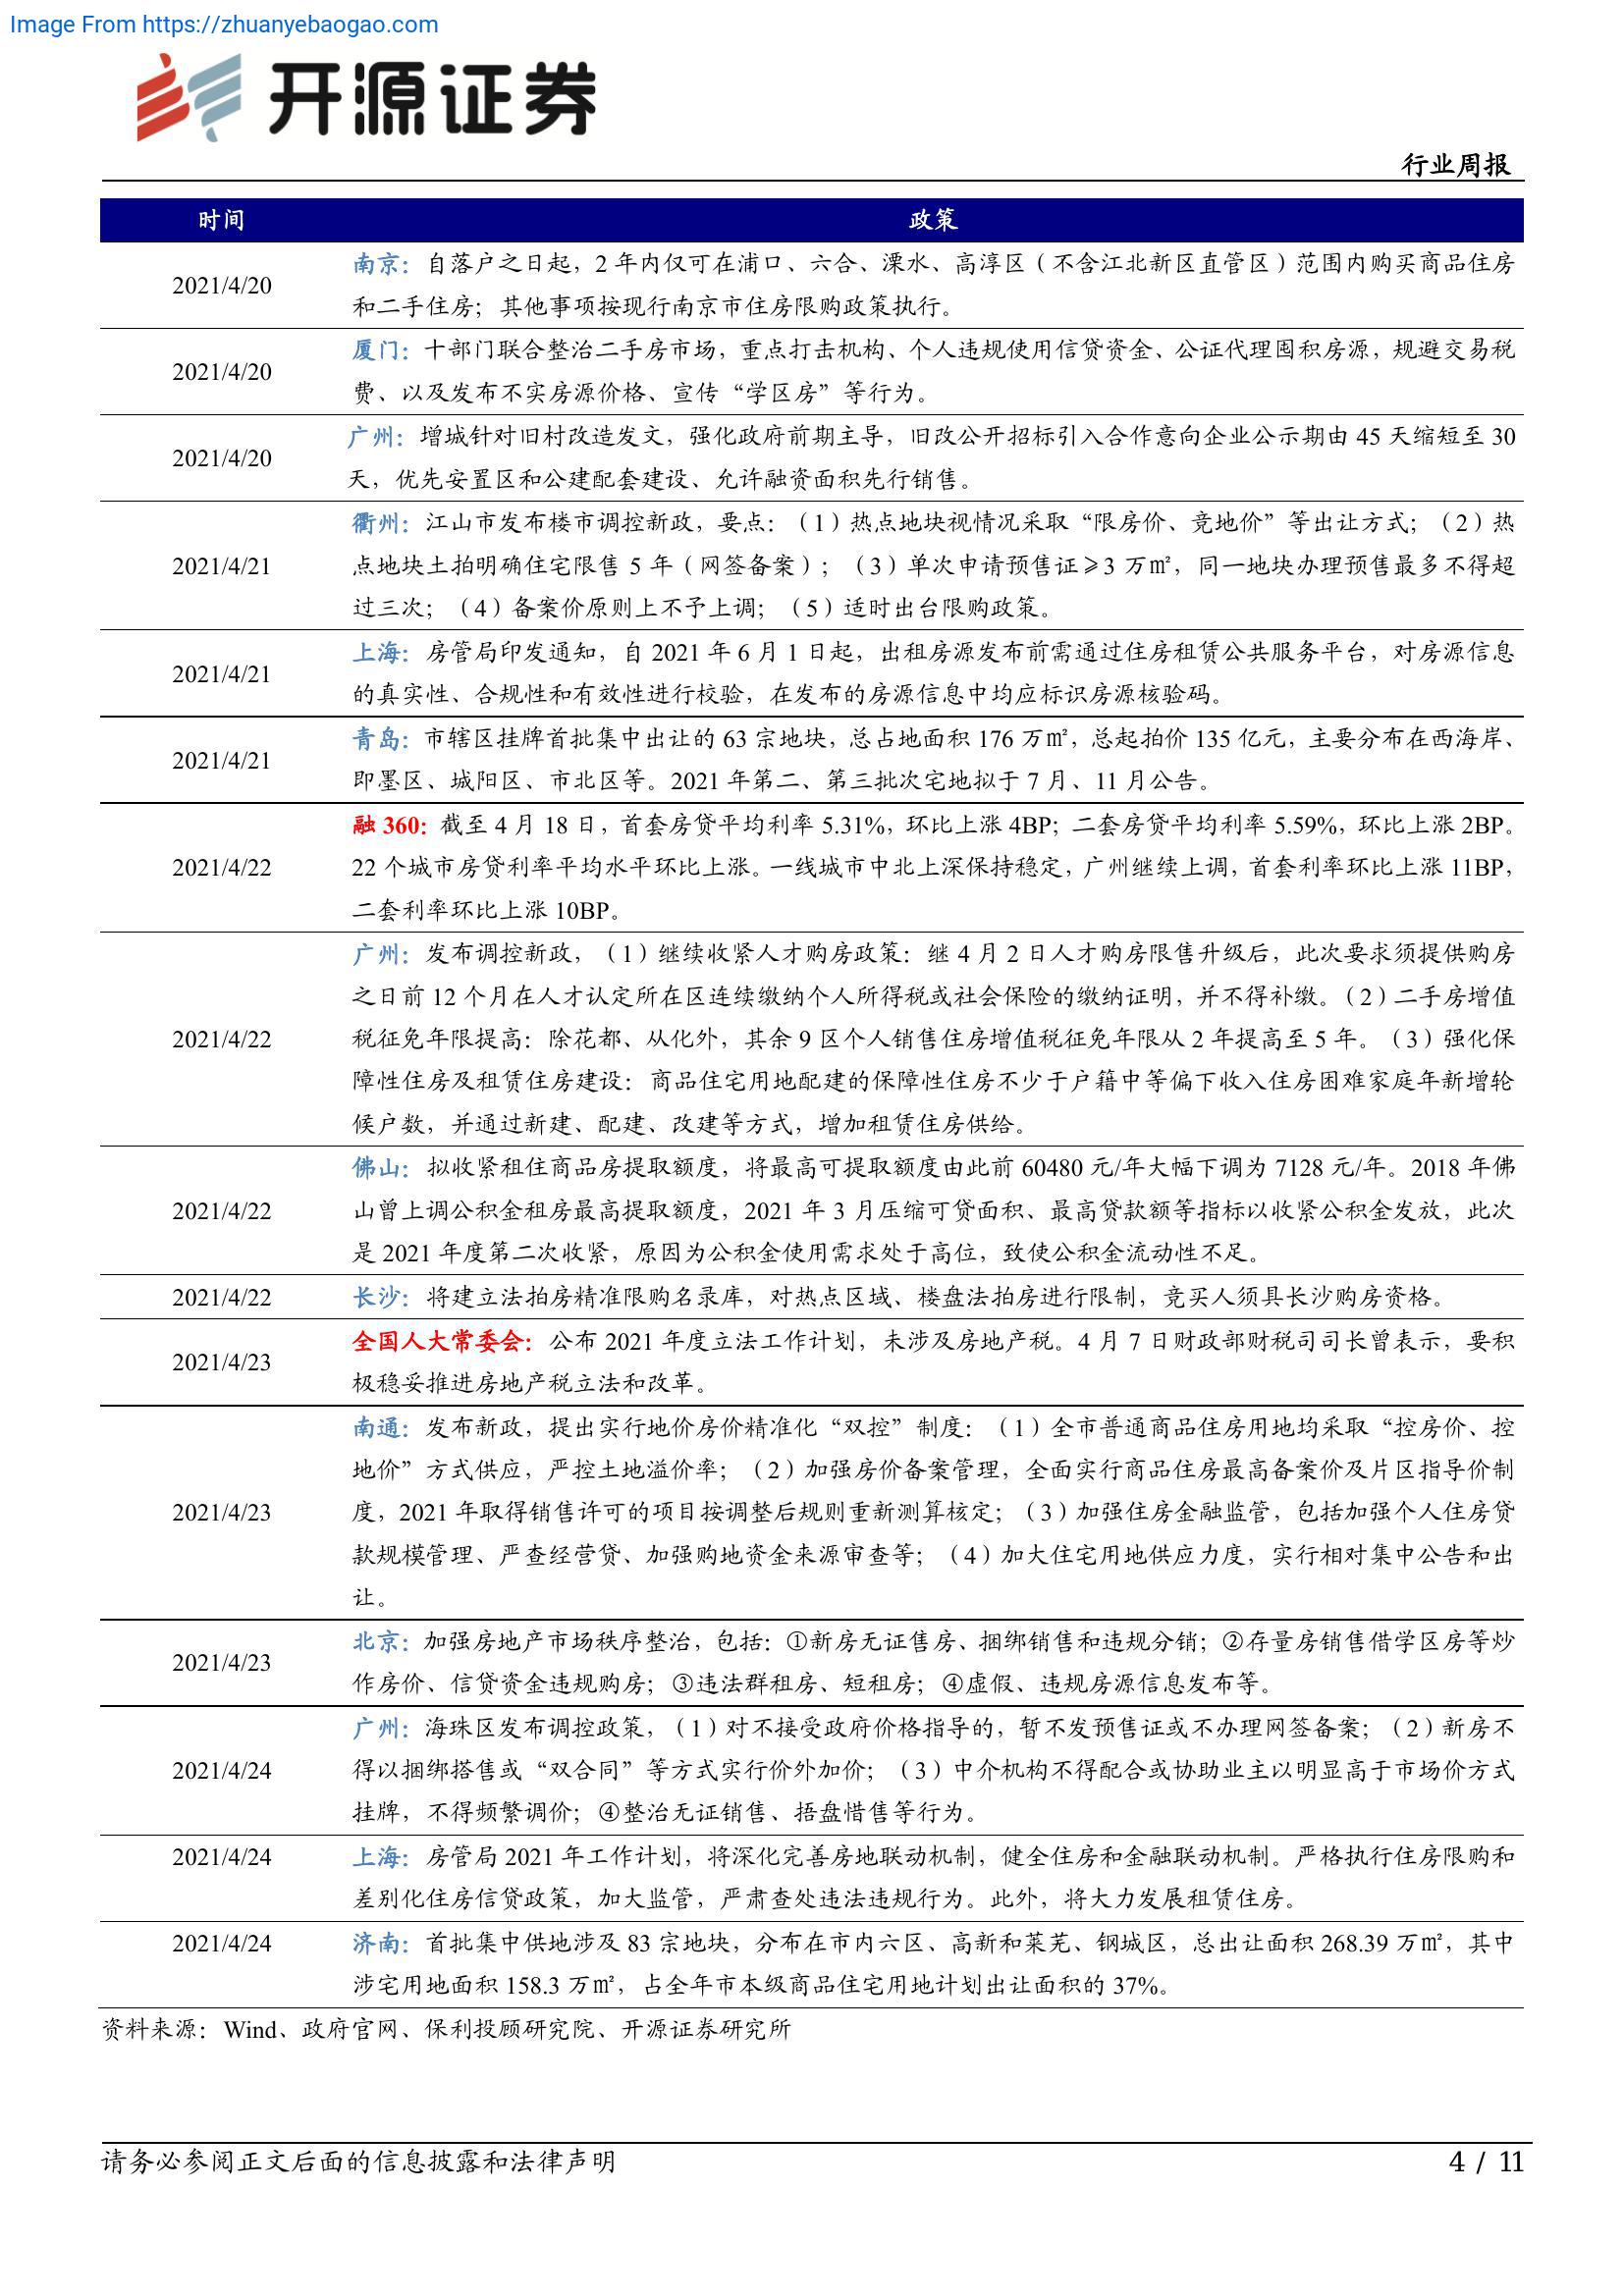 Image From https://zhuanyebaogao.com
开源证券
行业周报
时间 政策
2021/4/20 南京：自落户之日起，2 年内仅可在浦口、六合、溧水、高淳区（不含江北新区直管区）范围内购买商品住房
和二手住房；其他事项按现行南京市住房限购政策执行。
2021/4/20 厦门：十部门联合整治二手房市场，重点打击机构、个人违规使用信贷资金、公证代理囤积房源，规避交易税
费、以及发布不实房源价格、宣传“学区房”等行为。
2021/4/20 广州：增城针对旧村改造发文，强化政府前期主导，旧改公开招标引入合作意向企业公示期由 45 天缩短至 30
天，优先安置区和公建配套建设、允许融资面积先行销售。
2021/4/21 衢州：江山市发布楼市调控新政，要点：（1）热点地块视情况采取“限房价、竞地价”等出让方式；（2）热
点地块土拍明确住宅限售 5 年（网签备案）；（3）单次申请预售证≥3 万㎡，同一地块办理预售最多不得超
过三次；（4）备案价原则上不予上调；（5）适时出台限购政策。
2021/4/21 上海：房管局印发通知，自 2021 年 6 月 1 日起，出租房源发布前需通过住房租赁公共服务平台，对房源信息
的真实性、合规性和有效性进行校验，在发布的房源信息中均应标识房源核验码。
2021/4/21 青岛：市辖区挂牌首批集中出让的 63 宗地块，总占地面积 176 万㎡，总起拍价 135 亿元，主要分布在西海岸、
即墨区、城阳区、市北区等。2021 年第二、第三批次宅地拟于 7 月、11 月公告。
2021/4/22 融 360：截至 4 月 18 日，首套房贷平均利率 5.31%，环比上涨 4BP；二套房贷平均利率 5.59%，环比上涨 2BP。
22 个城市房贷利率平均水平环比上涨。一线城市中北上深保持稳定，广州继续上调，首套利率环比上涨 11BP，
二套利率环比上涨 10BP。
2021/4/22 广州：发布调控新政，（1）继续收紧人才购房政策：继 4 月 2 日人才购房限售升级后，此次要求须提供购房
之日前 12 个月在人才认定所在区连续缴纳个人所得税或社会保险的缴纳证明，并不得补缴。（2）二手房增值
税征免年限提高：除花都、从化外，其余 9 区个人销售住房增值税征免年限从 2 年提高至 5 年。（3）强化保
障性住房及租赁住房建设：商品住宅用地配建的保障性住房不少于户籍中等偏下收入住房困难家庭年新增轮
候户数，并通过新建、配建、改建等方式，增加租赁住房供给。
2021/4/22 佛山：拟收紧租住商品房提取额度，将最高可提取额度由此前 60480 元/年大幅下调为 7128 元/年。2018 年佛
山曾上调公积金租房最高提取额度，2021 年 3 月压缩可贷面积、最高贷款额等指标以收紧公积金发放，此次
是 2021 年度第二次收紧，原因为公积金使用需求处于高位，致使公积金流动性不足。
2021/4/22 长沙：将建立法拍房精准限购名录库，对热点区域、楼盘法拍房进行限制，竞买人须具长沙购房资格。
2021/4/23 全国人大常委会：公布 2021 年度立法工作计划，未涉及房地产税。4 月 7 日财政部财税司司长曾表示，要积
极稳妥推进房地产税立法和改革。
2021/4/23 南通：发布新政，提出实行地价房价精准化“双控”制度：（1）全市普通商品住房用地均采取“控房价、控
地价”方式供应，严控土地溢价率；（2）加强房价备案管理，全面实行商品住房最高备案价及片区指导价制
度，2021 年取得销售许可的项目按调整后规则重新测算核定；（3）加强住房金融监管，包括加强个人住房贷
款规模管理、严查经营贷、加强购地资金来源审查等；（4）加大住宅用地供应力度，实行相对集中公告和出
让。
2021/4/23 北京：加强房地产市场秩序整治，包括：①新房无证售房、捆绑销售和违规分销；②存量房销售借学区房等炒
作房价、信贷资金违规购房；③违法群租房、短租房；④虚假、违规房源信息发布等。
2021/4/24 广州：海珠区发布调控政策，（1）对不接受政府价格指导的，暂不发预售证或不办理网签备案；（2）新房不
得以捆绑搭售或“双合同”等方式实行价外加价；（3）中介机构不得配合或协助业主以明显高于市场价方式
挂牌，不得频繁调价；④整治无证销售、捂盘惜售等行为。
2021/4/24 上海：房管局 2021 年工作计划，将深化完善房地联动机制，健全住房和金融联动机制。严格执行住房限购和
差别化住房信贷政策，加大监管，严肃查处违法违规行为。此外，将大力发展租赁住房。
2021/4/24 济南：首批集中供地涉及 83 宗地块，分布在市内六区、高新和莱芜、钢城区，总出让面积 268.39 万㎡，其中
涉宅用地面积 158.3 万㎡，占全年市本级商品住宅用地计划出让面积的 37%。
资料来源：Wind、政府官网、保利投顾研究院、开源证券研究所
请务必参阅正文后面的信息披露和法律声明 4 / 11